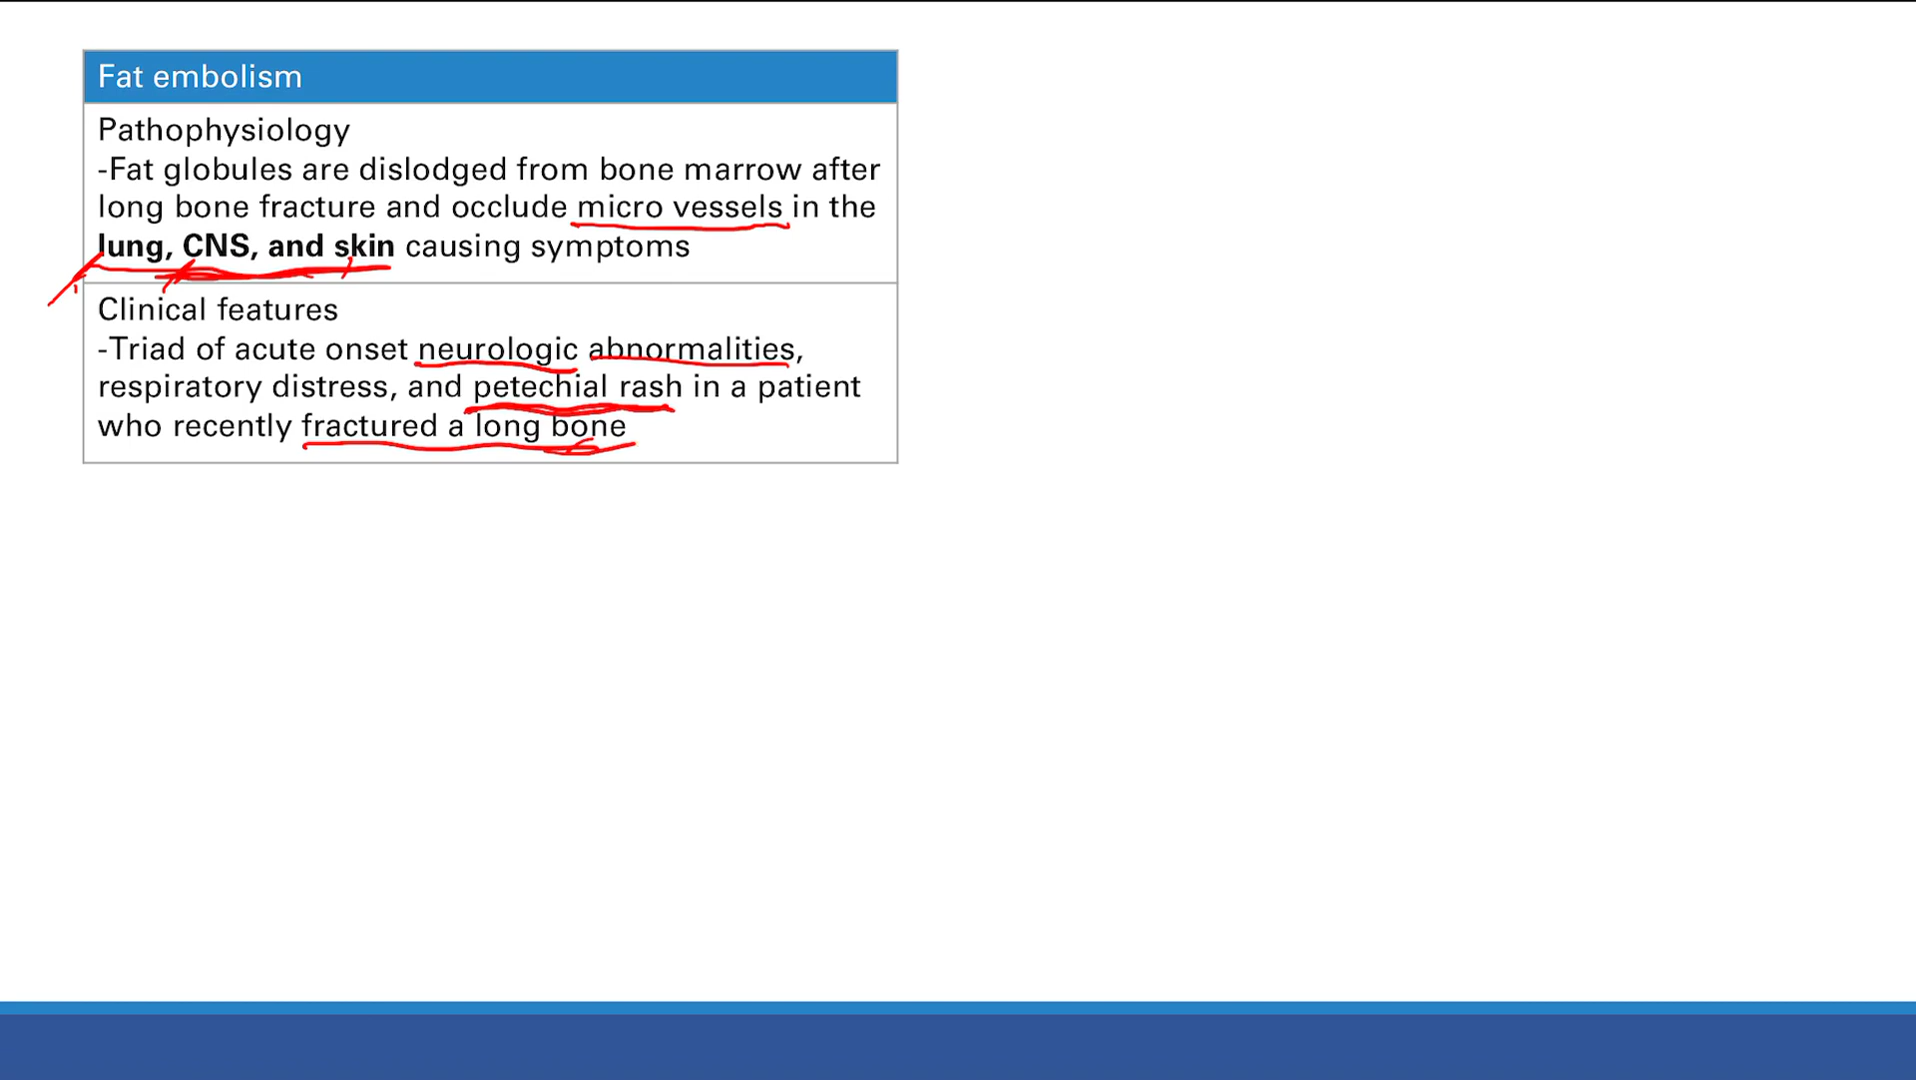 Fat embolism
Pathophysiology
-Fat globules are dislodged from bone marrow after
long bone fracture and occlude micro vessels in the
lung, CNS, and skin causing symptoms
Clinical features
-Triad of acute onset neurologic abnormalities,
respiratory distress, and petechial rash in a patient
who recently fractured a long bone